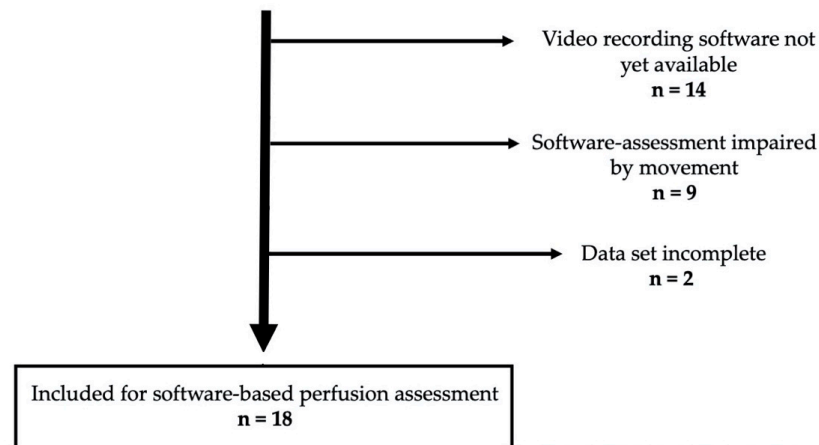 Video recording software not
yet available
n = 14
Software-assessment impaired
by movement
n = 9
Data set incomplete
n = 2
Included for software-based perfusion assessment
n = 18